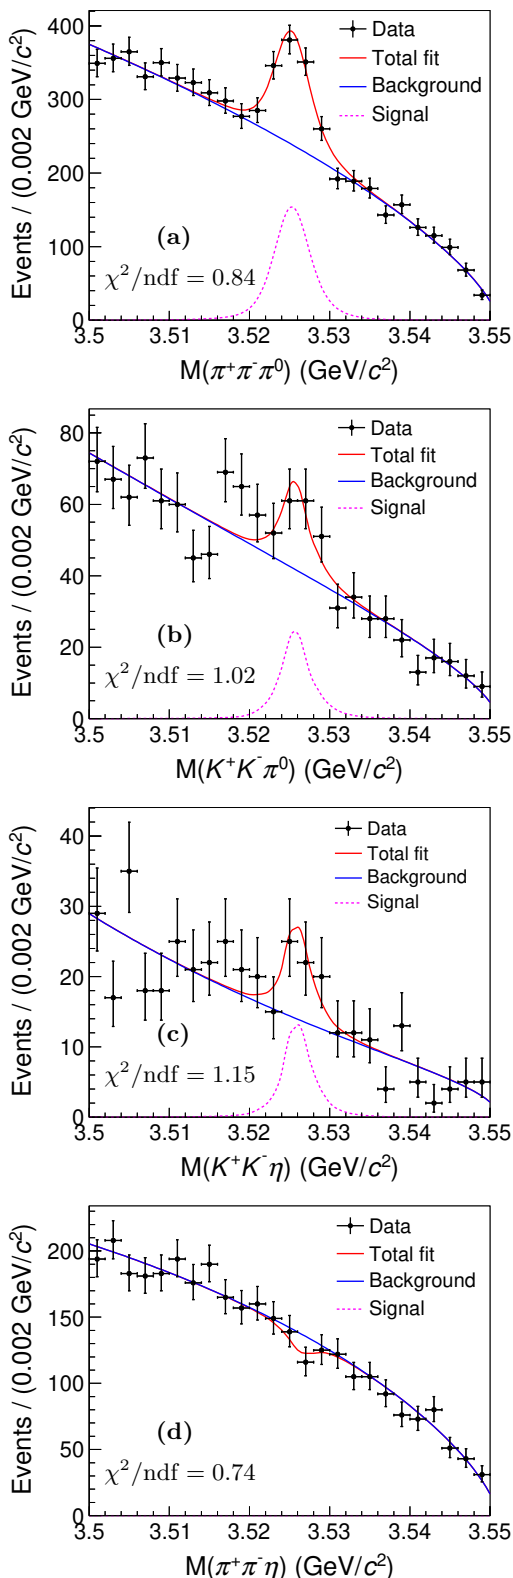 Events / (0.002 GeV/c²)
400
300
200
100
0
Data
Total fit
Background
Signal
(a)
χ²/ndf = 0.84
3.5 3.51 3.52 3.53 3.54 3.55
M(π⁺π⁻π⁰) (GeV/c²)
Events / (0.002 GeV/c²)
80
60
40
20
0
Data
Total fit
Background
Signal
(b)
χ²/ndf = 1.02
3.5 3.51 3.52 3.53 3.54 3.55
M(K⁺K⁻π⁰) (GeV/c²)
Events / (0.002 GeV/c²)
40
30
20
10
0
Data
Total fit
Background
Signal
(c)
χ²/ndf = 1.15
3.5 3.51 3.52 3.53 3.54 3.55
M(K⁺K⁻η) (GeV/c²)
Events / (0.002 GeV/c²)
200
150
100
50
0
Data
Total fit
Background
Signal
(d)
χ²/ndf = 0.74
3.5 3.51 3.52 3.53 3.54 3.55
M(π⁺π⁻η) (GeV/c²)